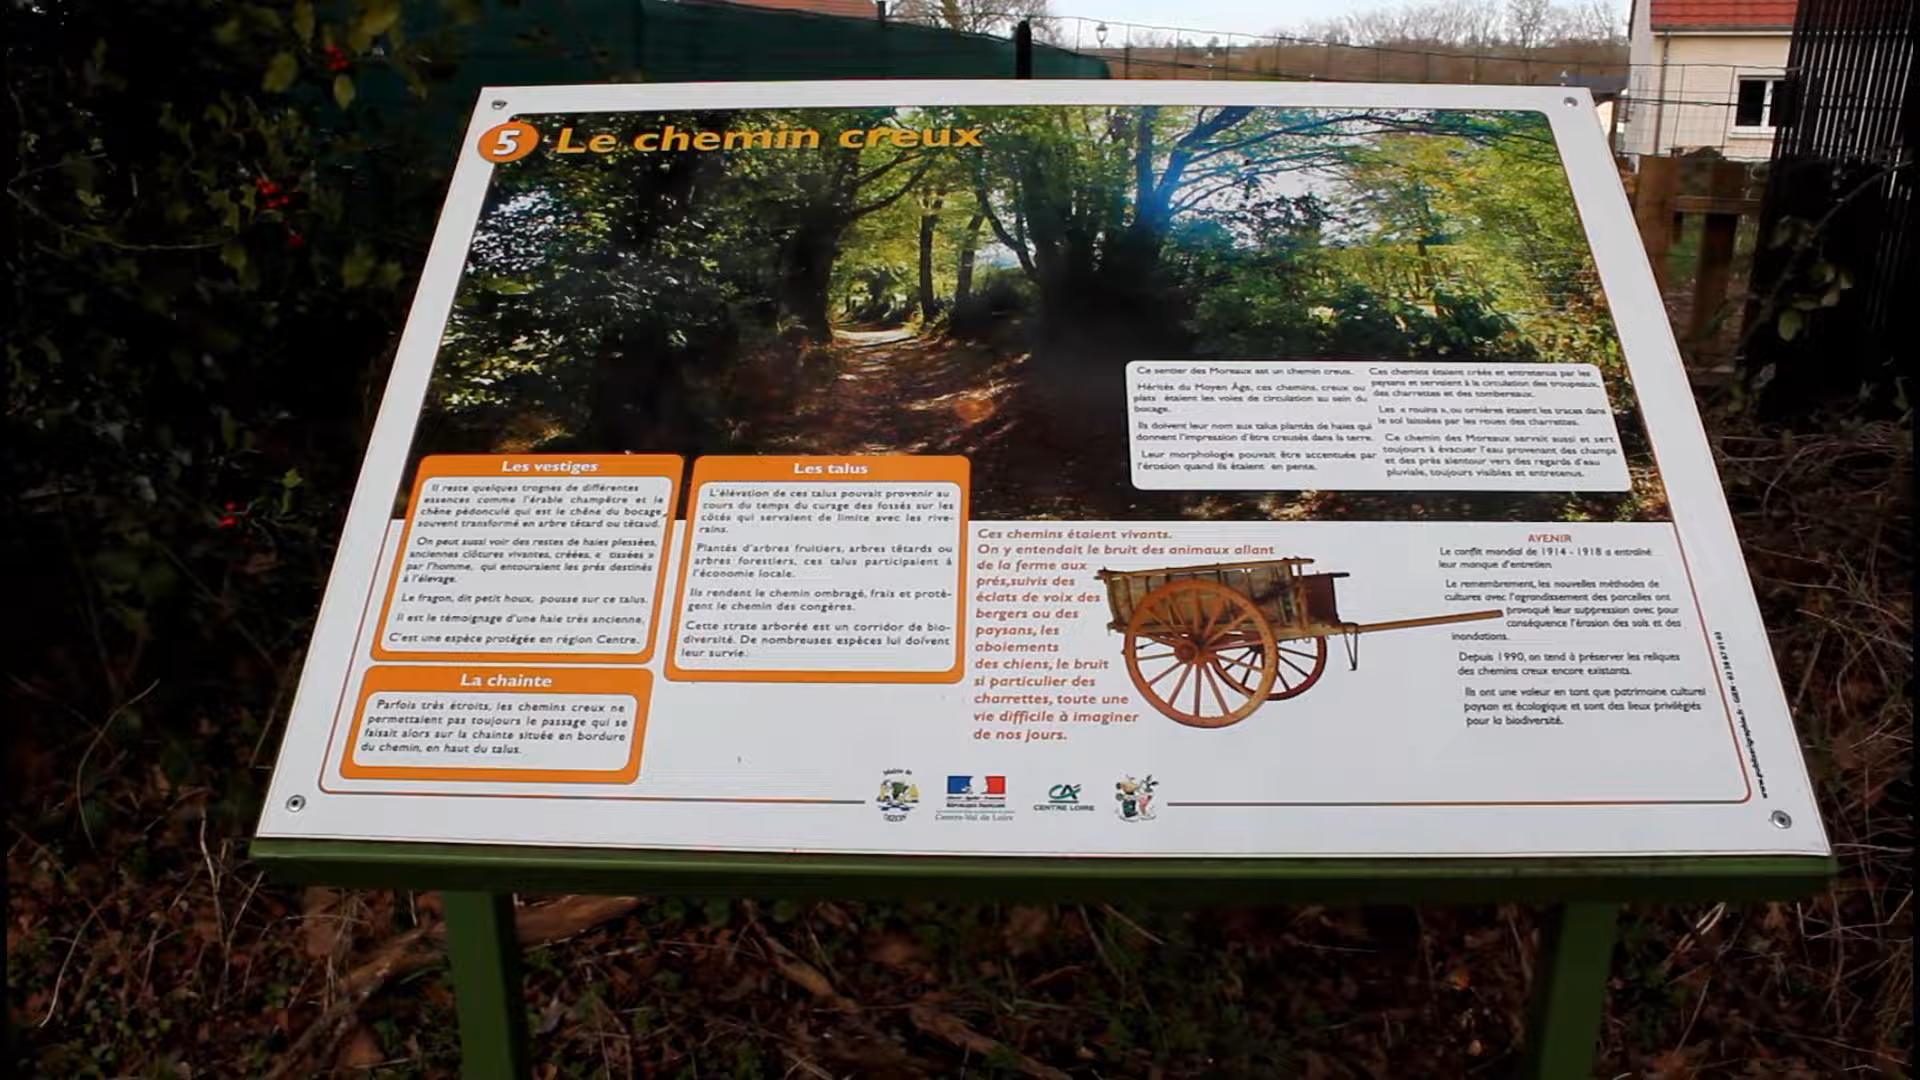 5 Le chemin creux
Ce sentier des Moreaux est un chemin creux.
Hérités du Moyen Âge, ces chemins, creux ou
plats étaient les voies de circulation au sein du
bocage.
Ils doivent leur nom aux talus plantés de haies qui
donnent l'impression d'être creusés dans la terre.
Leur morphologie pouvait être accentuée par
l'érosion quand ils étaient en pente.
Ces chemins étaient créés et entretenus par les
paysans et servaient à la circulation des troupeaux,
des charrettes et des tombereaux.
Les « rouins », ou ornières étaient les traces dans
le sol laissées par les roues des charrettes.
Ce chemin des Moreaux servait aussi et sert
toujours à évacuer l'eau provenant des champs
et des prés alentour vers des regards d'eau
pluviale, toujours visibles et entretenus.
Les vestiges
Il reste quelques trognes de différentes
essences comme l'érable champêtre et le
chêne pédonculé qui est le chêne du bocage,
souvent transformé en arbre têtard ou têtaud.
On peut aussi voir des restes de haies plessées,
anciennes clôtures vivantes, créées, « tissées »
par l'homme, qui entouraient les prés destinés
à l'élevage.
Le fragon, dit petit houx, pousse sur ce talus.
Il est le témoignage d'une haie très ancienne.
C'est une espèce protégée en région Centre.
Les talus
L'élévation de ces talus pouvait provenir au
cours du temps du curage des fossés sur les
côtés qui servaient de limite avec les rive-
rains.
Plantés d'arbres fruitiers, arbres têtards ou
arbres forestiers, ces talus participaient à
l'économie locale.
Ils rendent le chemin ombragé, frais et protè-
gent le chemin des congères.
Cette strate arborée est un corridor de bio-
diversité. De nombreuses espèces lui doivent
leur survie.
La chainte
Parfois très étroits, les chemins creux ne
permettaient pas toujours le passage qui se
faisait alors sur la chainte située en bordure
du chemin, en haut du talus.
Ces chemins étaient vivants.
On y entendait le bruit des animaux allant
de la ferme aux
prés,suivis des
éclats de voix des
bergers ou des
paysans, les
aboiements
des chiens, le bruit
si particulier des
charrettes, toute une
vie difficile à imaginer
de nos jours.
AVENIR
Le conflit mondial de 1914 - 1918 a entraîné
leur manque d'entretien.
Le remembrement, les nouvelles méthodes de
cultures avec l'agrandissement des parcelles ont
provoqué leur suppression avec pour
conséquence l'érosion des sols et des
inondations.
Depuis 1990, on tend à préserver les reliques
des chemins creux encore existants.
Ils ont une valeur en tant que patrimoine culturel
paysan et écologique et sont des lieux privilégiés
pour la biodiversité.
Mairie de
RÉPUBLIQUE FRANÇAISE
Centre-Val de Loire
CA
CENTRE LOIRE